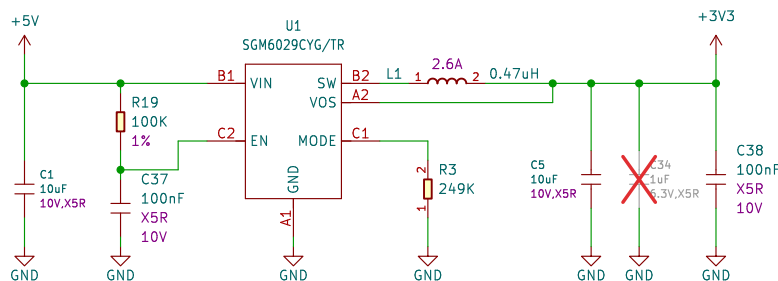 +5V
U1
SGM6029CYG/TR
+3V3
B1
VIN
SW
B2
L1
1
2.6A
2
0.47uH
VOS
A2
R19
100K
1%
C2
EN
MODE
C1
GND
A1
R3
249K
2
1
C1
10uF
10V,X5R
C37
100nF
X5R
10V
C5
10uF
10V,X5R
C34
1uF
6.3V,X5R
C38
100nF
X5R
10V
GND
GND
GND
GND
GND
GND
GND